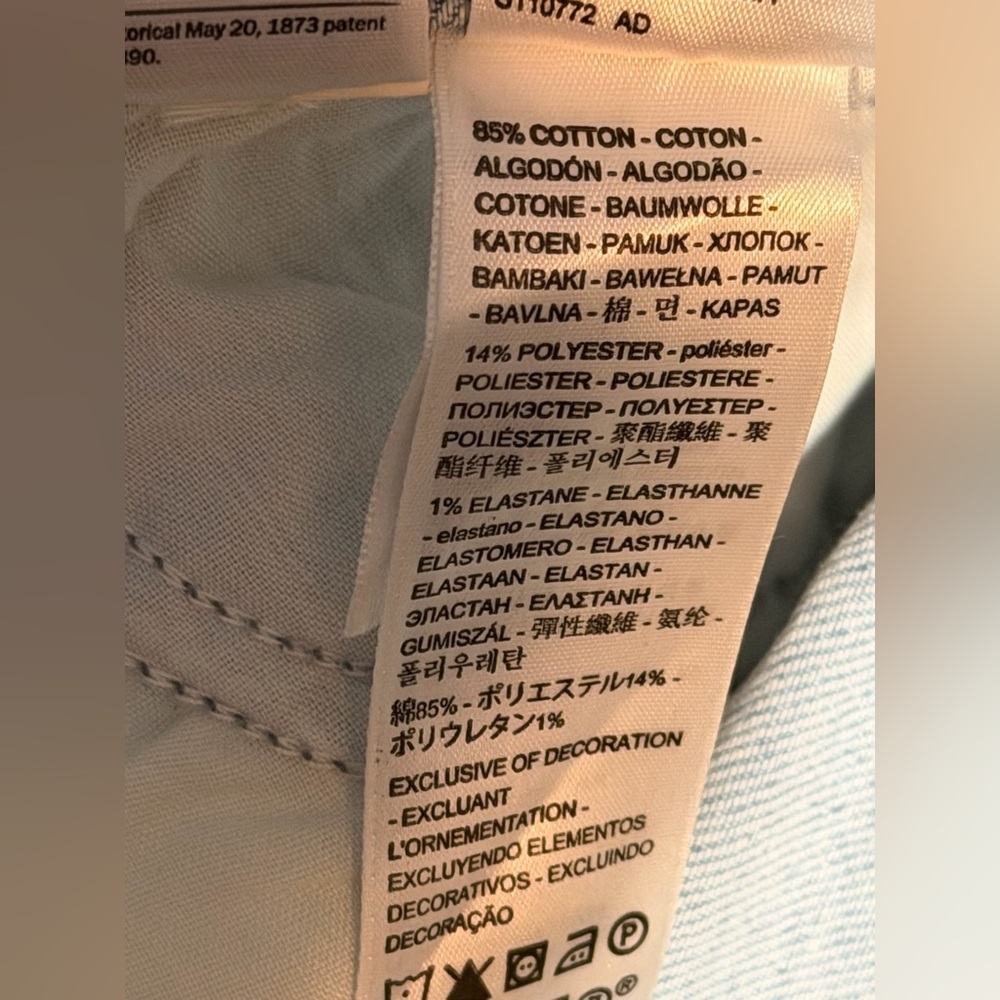 torical May 20, 1873 patent
AD
85% COTTON - COTON -
ALGODÓN - ALGODÃO -
COTONE - BAUMWOLLE -
KATOEN - PAMUK - ХЛОПОК -
BAMBAKI - BAWEŁNA - PAMUT
- BAVLNA - 棉 - 면 - KAPAS
14% POLYESTER - poliéster -
POLIESTER - POLIESTERE -
ПОЛИЭСТЕР - ΠΟΛΥΕΣΤΕΡ -
POLIÉSZTER - 聚酯纖維 - 聚
酯纤维 - 폴리에스터
1% ELASTANE - ELASTHANNE
- elastano - ELASTANO -
ELASTOMERO - ELASTHAN -
ELASTAAN - ELASTAN -
ЭЛАСТАН - ΕΛΑΣΤΑΝΗ -
GUMISZÁL - 彈性纖維 - 氨纶 -
폴리우레탄
綿85% - ポリエステル14% -
ポリウレタン1%
EXCLUSIVE OF DECORATION
- EXCLUANT
L'ORNEMENTATION -
EXCLUYENDO ELEMENTOS
DECORATIVOS - EXCLUINDO
DECORAÇÃO
P